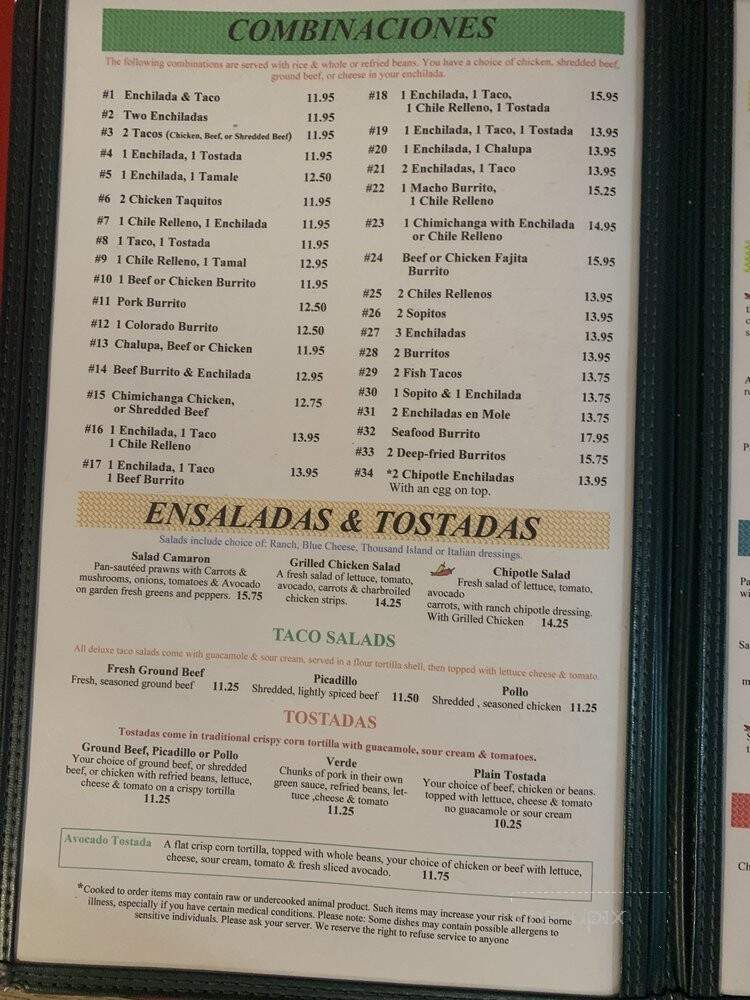 COMBINACIONES
The following combinations are served with rice & whole or refried beans. You have a choice of chicken, shredded beef,
ground beef, or cheese in your enchilada.
#1 Enchilada & Taco 11.95
#2 Two Enchiladas 11.95
#3 2 Tacos (Chicken, Beef, or Shredded Beef) 11.95
#4 1 Enchilada, 1 Tostada 11.95
#5 1 Enchilada, 1 Tamale 12.50
#6 2 Chicken Taquitos 11.95
#7 1 Chile Relleno, 1 Enchilada 11.95
#8 1 Taco, 1 Tostada 11.95
#9 1 Chile Relleno, 1 Tamal 12.95
#10 1 Beef or Chicken Burrito 11.95
#11 Pork Burrito 12.50
#12 1 Colorado Burrito 12.50
#13 Chalupa, Beef or Chicken 11.95
#14 Beef Burrito & Enchilada 12.95
#15 Chimichanga Chicken,
or Shredded Beef 12.75
#16 1 Enchilada, 1 Taco
1 Chile Relleno 13.95
#17 1 Enchilada, 1 Taco
1 Beef Burrito 13.95
#18 1 Enchilada, 1 Taco, 15.95
1 Chile Relleno, 1 Tostada
#19 1 Enchilada, 1 Taco, 1 Tostada 13.95
#20 1 Enchilada, 1 Chalupa 13.95
#21 2 Enchiladas, 1 Taco 13.95
#22 1 Macho Burrito, 15.25
1 Chile Relleno
#23 1 Chimichanga with Enchilada 14.95
or Chile Relleno
#24 Beef or Chicken Fajita 15.95
Burrito
#25 2 Chiles Rellenos 13.95
#26 2 Sopitos 13.95
#27 3 Enchiladas 13.95
#28 2 Burritos 13.95
#29 2 Fish Tacos 13.75
#30 1 Sopito & 1 Enchilada 13.75
#31 2 Enchiladas en Mole 13.75
#32 Seafood Burrito 17.95
#33 2 Deep-fried Burritos 15.75
#34 *2 Chipotle Enchiladas 13.95
With an egg on top.
ENSALADAS & TOSTADAS
Salads include choice of: Ranch, Blue Cheese, Thousand Island or Italian dressings.
Salad Camaron
Pan-sautéed prawns with Carrots &
mushrooms, onions, tomatoes & Avocado
on garden fresh greens and peppers. 15.75
Grilled Chicken Salad
A fresh salad of lettuce, tomato,
avocado, carrots & charbroiled
chicken strips. 14.25
Chipotle Salad
Fresh salad of lettuce, tomato,
avocado
carrots, with ranch chipotle dressing.
With Grilled Chicken 14.25
TACO SALADS
All deluxe taco salads come with guacamole & sour cream, served in a flour tortilla shell, then topped with lettuce cheese & tomato.
Fresh Ground Beef
Fresh, seasoned ground beef 11.25
Picadillo
Shredded, lightly spiced beef 11.50
Pollo
Shredded , seasoned chicken 11.25
TOSTADAS
Tostadas come in traditional crispy corn tortilla with guacamole, sour cream & tomatoes.
Ground Beef, Picadillo or Pollo
Your choice of ground beef, or shredded
beef, or chicken with refried beans, lettuce,
cheese & tomato on a crispy tortilla
11.25
Verde
Chunks of pork in their own
green sauce, refried beans, let-
tuce ,cheese & tomato
11.25
Plain Tostada
Your choice of beef, chicken or beans.
topped with lettuce, cheese & tomato
no guacamole or sour cream
10.25
Avocado Tostada A flat crisp corn tortilla, topped with whole beans, your choice of chicken or beef with lettuce,
cheese, sour cream, tomato & fresh sliced avocado. 11.75
*Cooked to order items may contain raw or undercooked animal product. Such items may increase your risk of food borne
illness, especially if you have certain medical conditions. Please note: Some dishes may contain possible allergens to
sensitive individuals. Please ask your server. We reserve the right to refuse service to anyone